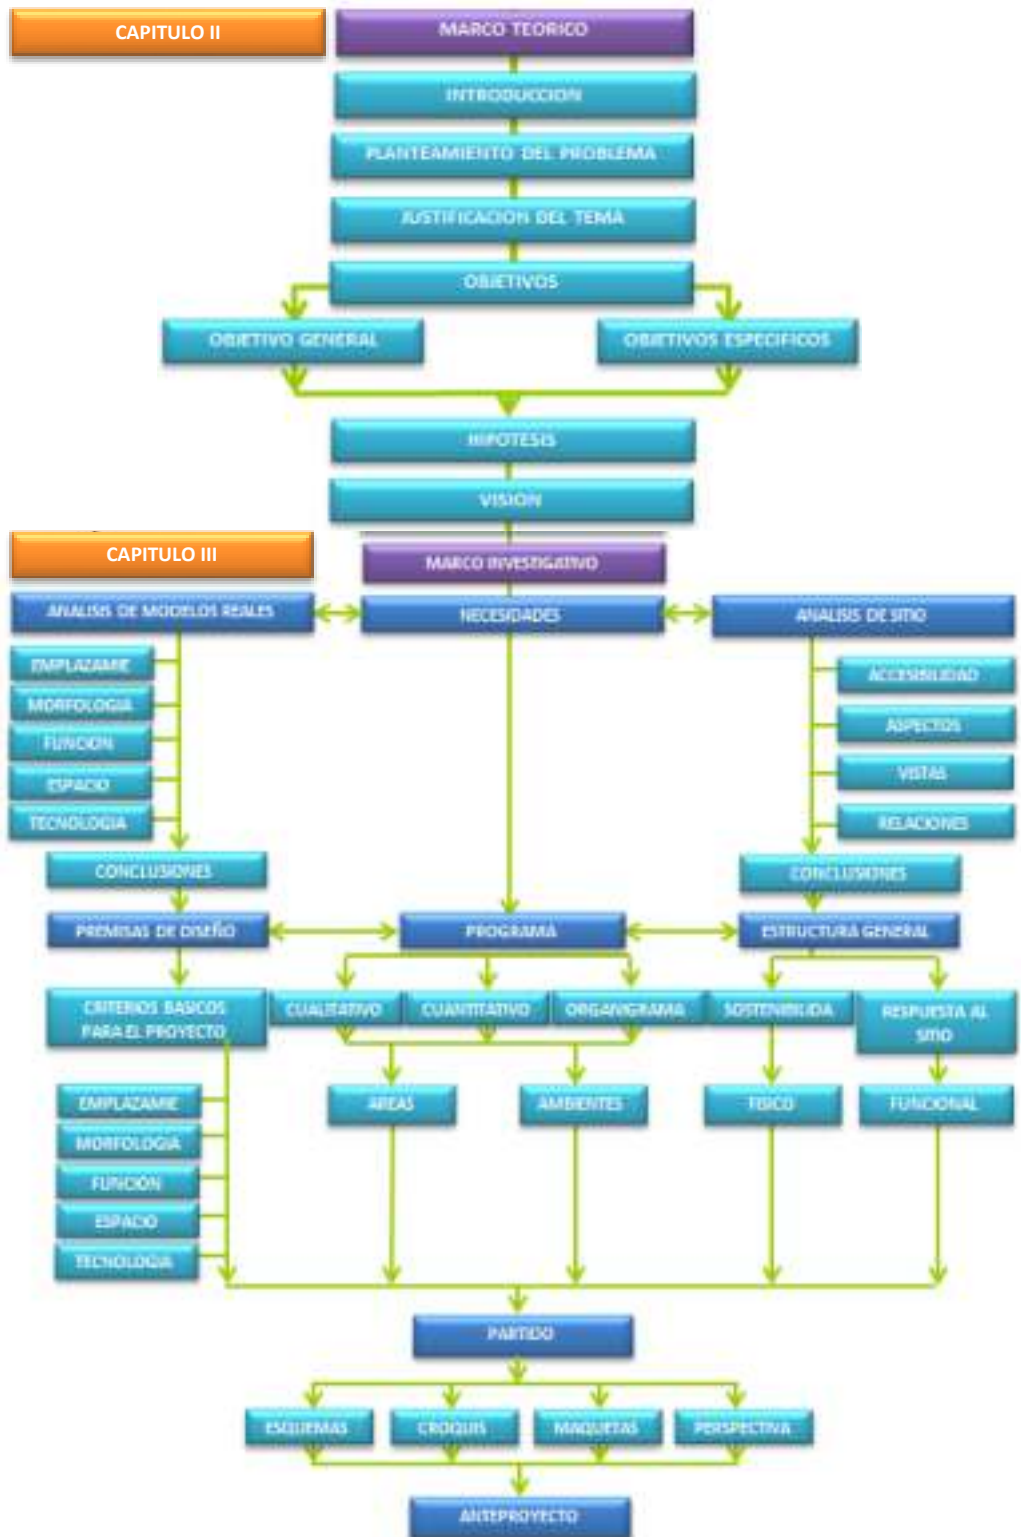 CAPITULO II
MARCO TEORICO
INTRODUCCION
PLANTEAMIENTO DEL PROBLEMA
JUSTIFICACION DEL TEMA
OBJETIVOS
OBJETIVO GENERAL
OBJETIVOS ESPECIFICOS
HIPOTESIS
VISION
CAPITULO III
MARCO INVESTIGATIVO
ANALISIS DE MODELOS REALES
NECESIDADES
ANALISIS DE SITIO
EMPLAZAMIE
MORFOLOGIA
FUNCION
ESPACIO
TECNOLOGIA
ACCESIBILIDAD
ASPECTOS
VISTAS
RELACIONES
CONCLUSIONES
CONCLUSIONES
PREMISAS DE DISEÑO
PROGRAMA
ESTRUCTURA GENERAL
CRITERIOS BASICOS
PARA EL PROYECTO
CUALITATIVO
CUANTITATIVO
ORGANIGRAMA
SOSTENIBILIDA
RESPUESTA AL
SITIO
EMPLAZAMIE
MORFOLOGIA
FUNCION
ESPACIO
TECNOLOGIA
AREAS
AMBIENTES
FISICO
FUNCIONAL
PARTIDO
ESQUEMAS
CROQUIS
MAQUETAS
PERSPECTIVA
ANTEPROYECTO